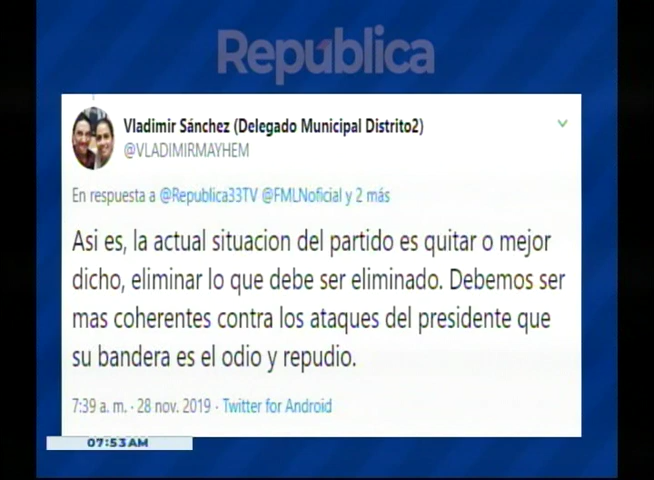 República
Vladimir Sánchez (Delegado Municipal Distrito2)
@VLADIMIRMAYHEM
En respuesta a @Republica33TV @FMLNoficial y 2 más
Asi es, la actual situacion del partido es quitar o mejor
dicho, eliminar lo que debe ser eliminado. Debemos ser
mas coherentes contra los ataques del presidente que
su bandera es el odio y repudio.
7:39 a. m. · 28 nov. 2019 · Twitter for Android
07:53AM